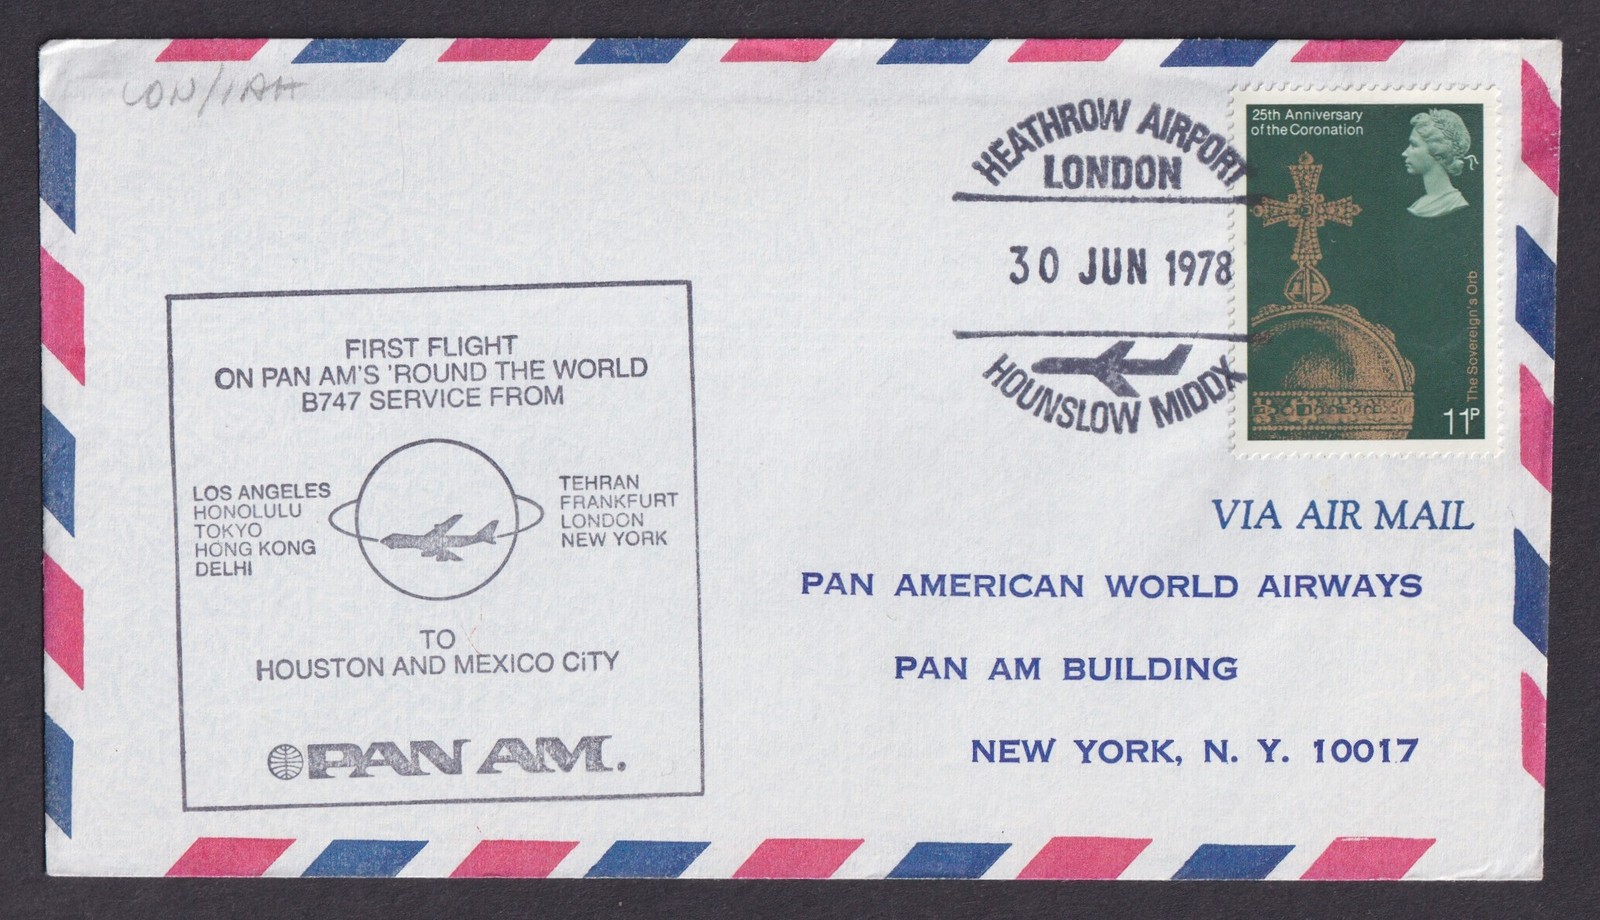 LON/IAH
HEATHROW AIRPORT
LONDON
30 JUN 1978
HOUNSLOW MIDDX
25th Anniversary
of the Coronation
The Sovereign's Orb
11P
FIRST FLIGHT
ON PAN AM'S 'ROUND THE WORLD
B747 SERVICE FROM
LOS ANGELES
HONOLULU
TOKYO
HONG KONG
DELHI
TEHRAN
FRANKFURT
LONDON
NEW YORK
TO
HOUSTON AND MEXICO CiTY
PAN AM.
VIA AIR MAIL
PAN AMERICAN WORLD AIRWAYS
PAN AM BUILDING
NEW YORK, N. Y. 10017